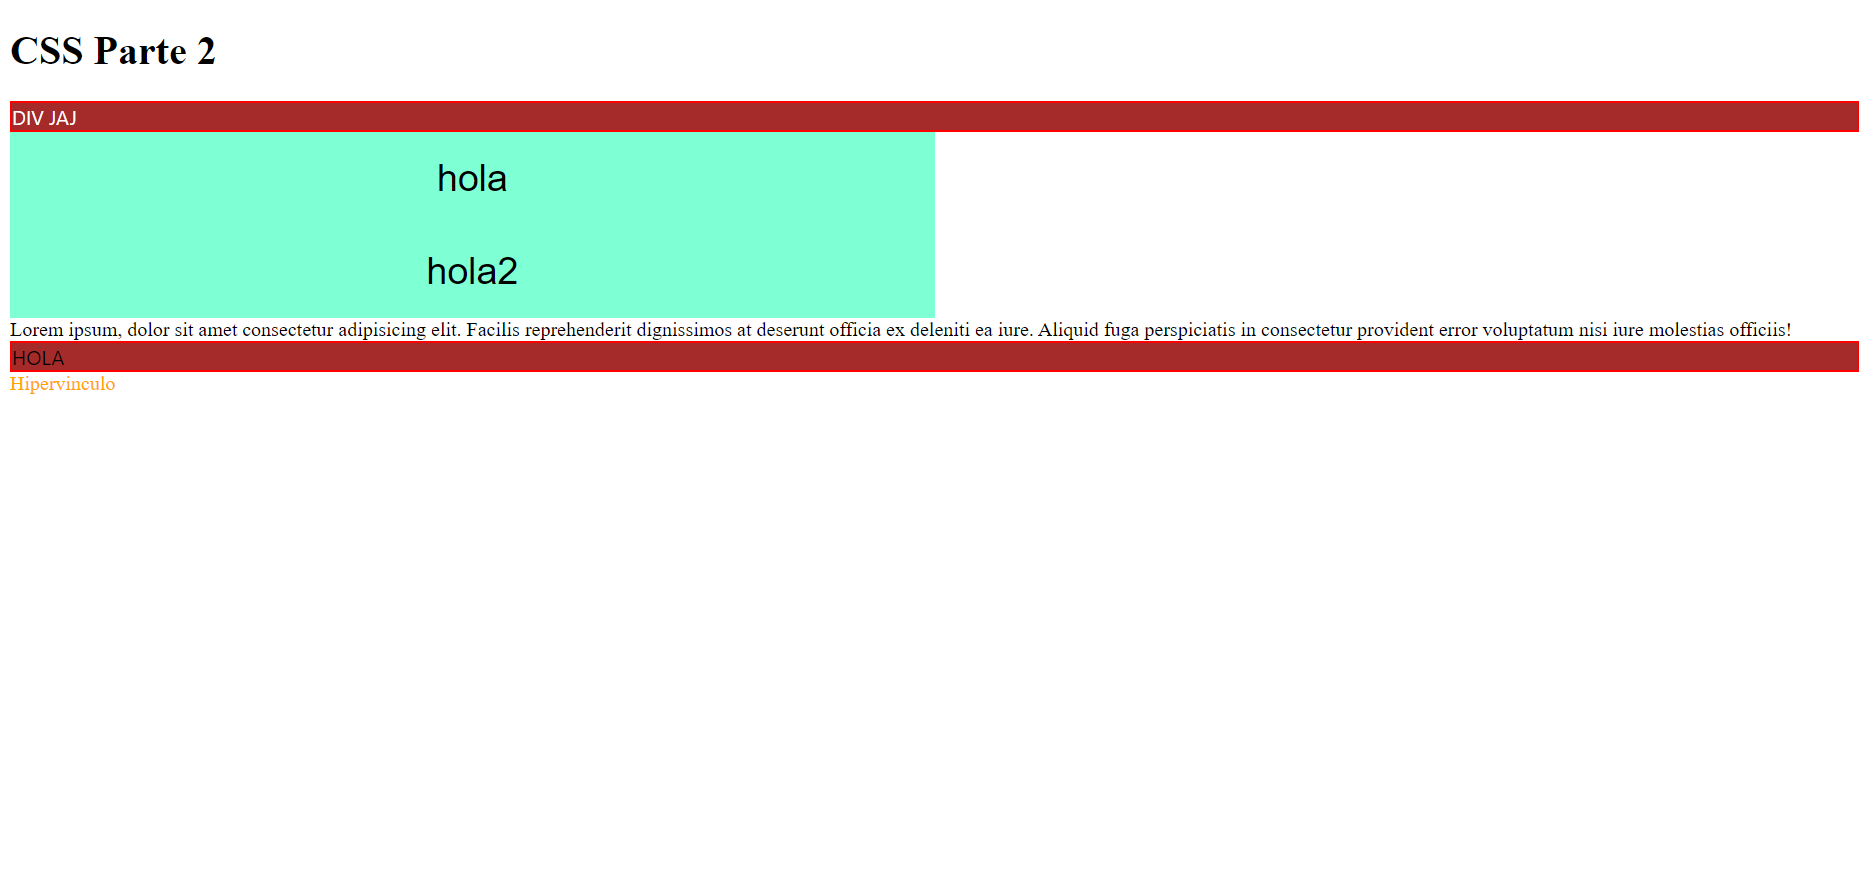 CSS Parte 2
DIV JAJ
hola
hola2
Lorem ipsum, dolor sit amet consectetur adipisicing elit. Facilis reprehenderit dignissimos at deserunt officia ex deleniti ea iure. Aliquid fuga perspiciatis in consectetur provident error voluptatum nisi iure molestias officiis!
HOLA
Hipervinculo